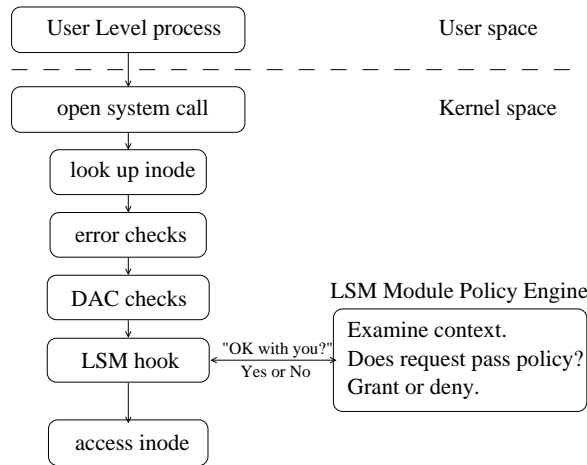 User Level process
User space
open system call
Kernel space
look up inode
error checks
DAC checks
LSM Module Policy Engine
LSM hook
"OK with you?"
Yes or No
Examine context.
Does request pass policy?
Grant or deny.
access inode